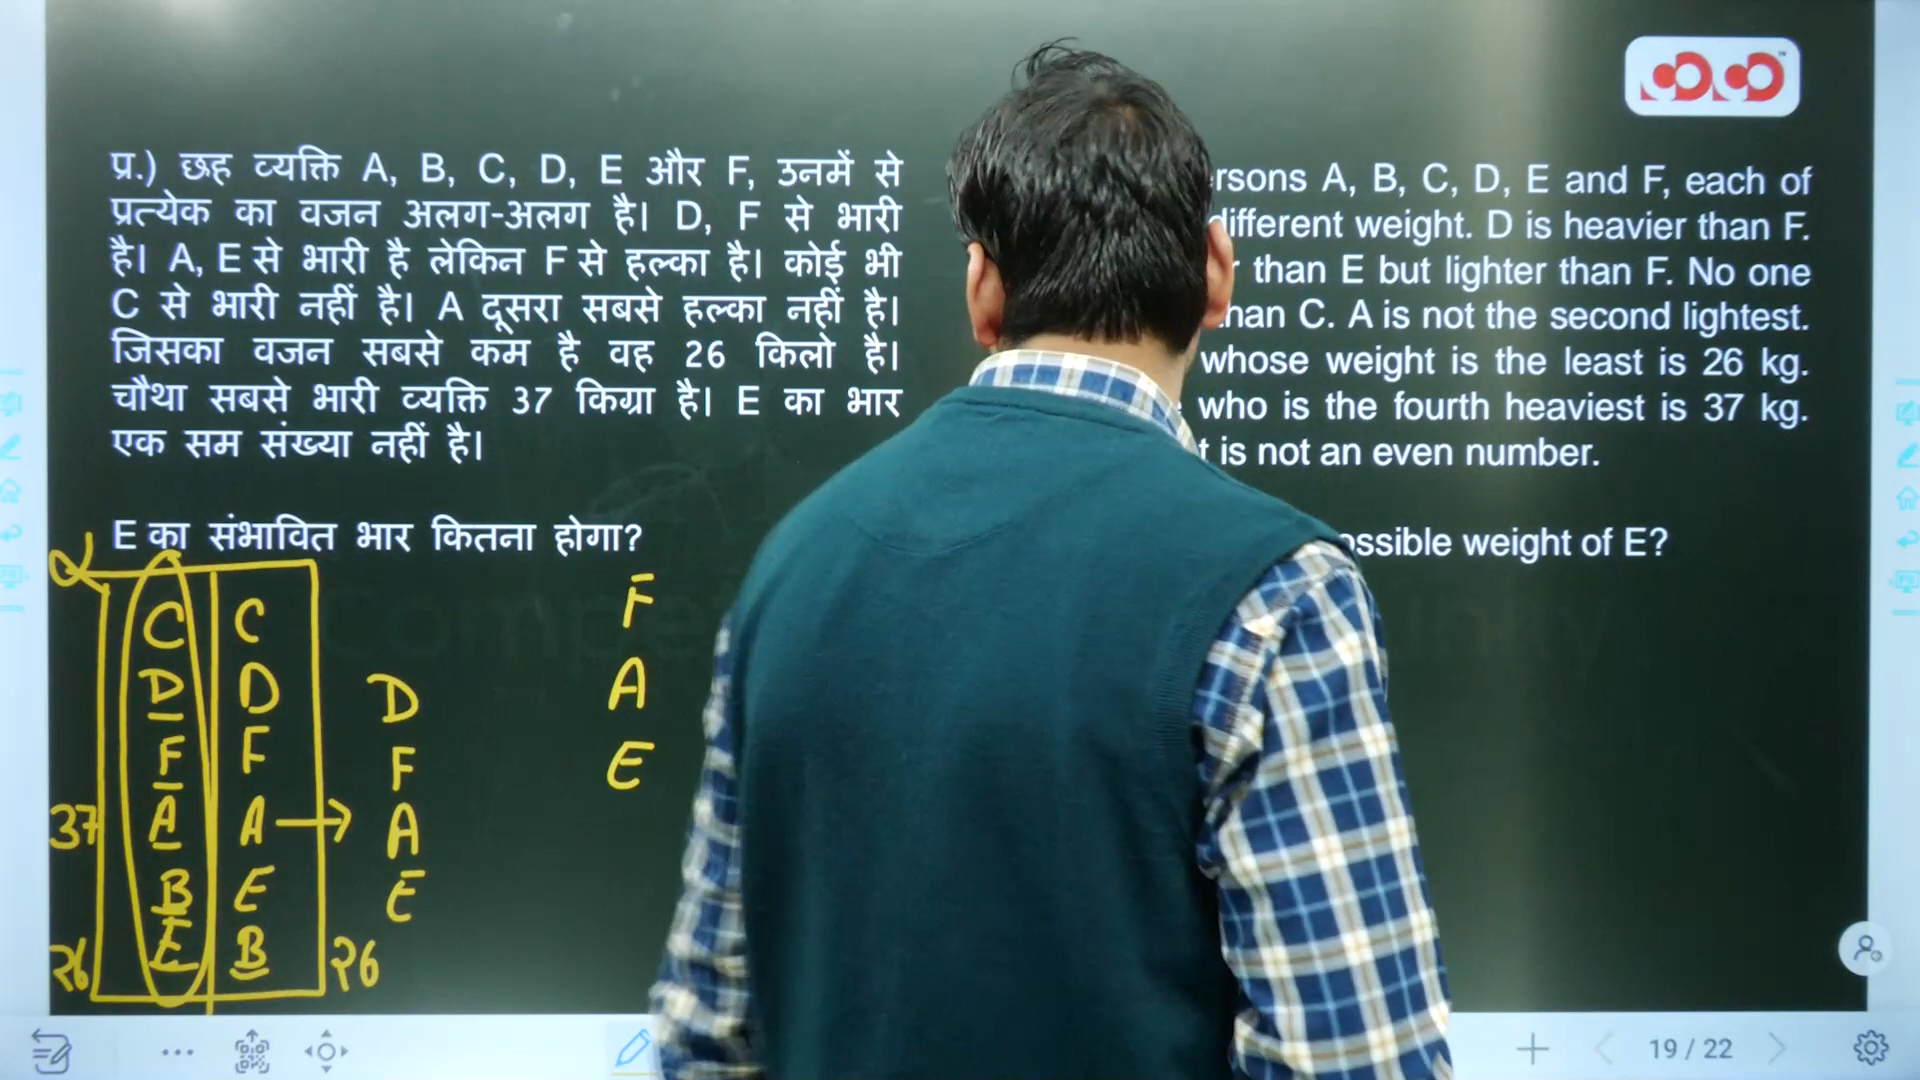 प्र.) छह व्यक्ति A, B, C, D, E और F, उनमें से
प्रत्येक का वजन अलग-अलग है। D, F से भारी
है। A, E से भारी है लेकिन F से हल्का है। कोई भी
C से भारी नहीं है। A दूसरा सबसे हल्का नहीं है।
जिसका वजन सबसे कम है वह 26 किलो है।
चौथा सबसे भारी व्यक्ति 37 किग्रा है। E का भार
एक सम संख्या नहीं है।
E का संभावित भार कितना होगा?
A, B, C, D, E and F, each of
different weight. D is heavier than F.
than E but lighter than F. No one
than C. A is not the second lightest.
whose weight is the least is 26 kg.
who is the fourth heaviest is 37 kg.
is not an even number.
weight of E?
C C
D D
F F
37 A A → 
B E
26 E B 26
D
F
A
E
F
A
E
19 / 22